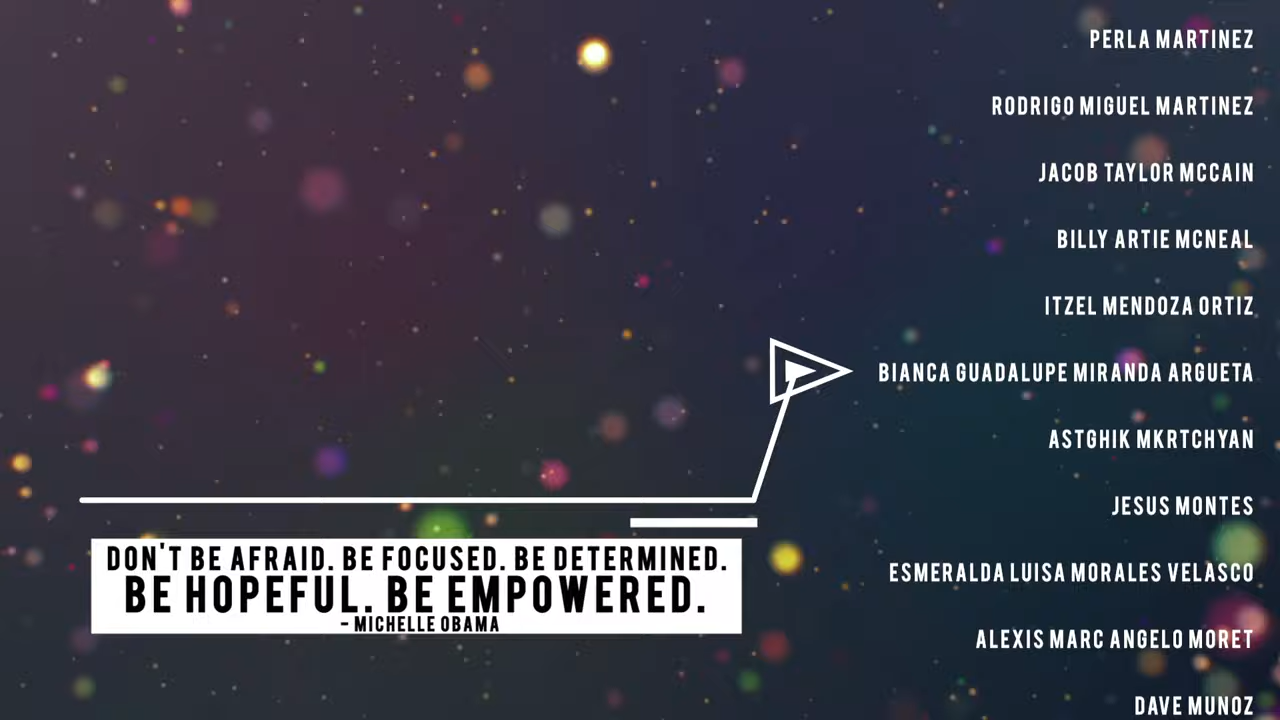 PERLA MARTINEZ
RODRIGO MIGUEL MARTINEZ
JACOB TAYLOR MCCAIN
BILLY ARTIE MCNEAL
ITZEL MENDOZA ORTIZ
BIANCA GUADALUPE MIRANDA ARGUETA
ASTGHIK MKRTCHYAN
JESUS MONTES
ESMERALDA LUISA MORALES VELASCO
ALEXIS MARC ANGELO MORET
DAVE MUNOZ
DON'T BE AFRAID. BE FOCUSED. BE DETERMINED.
BE HOPEFUL. BE EMPOWERED.
- MICHELLE OBAMA